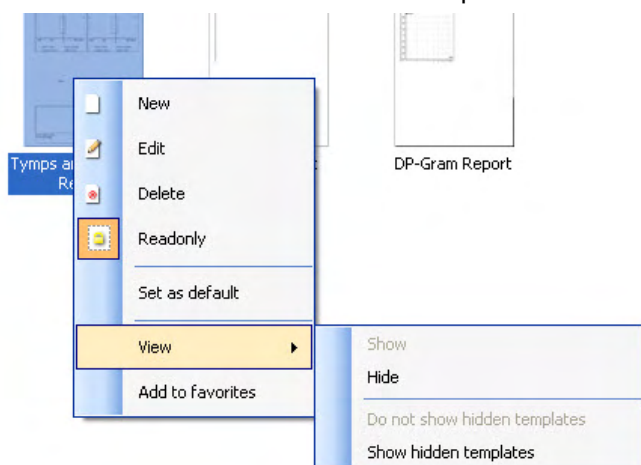 New
Edit
Tymps a
DP-Gram Report
Re
Delete
Readonly
Set as default
View
Show
Hide
Add to favorites
Do not show hidden templates
Show hidden templates